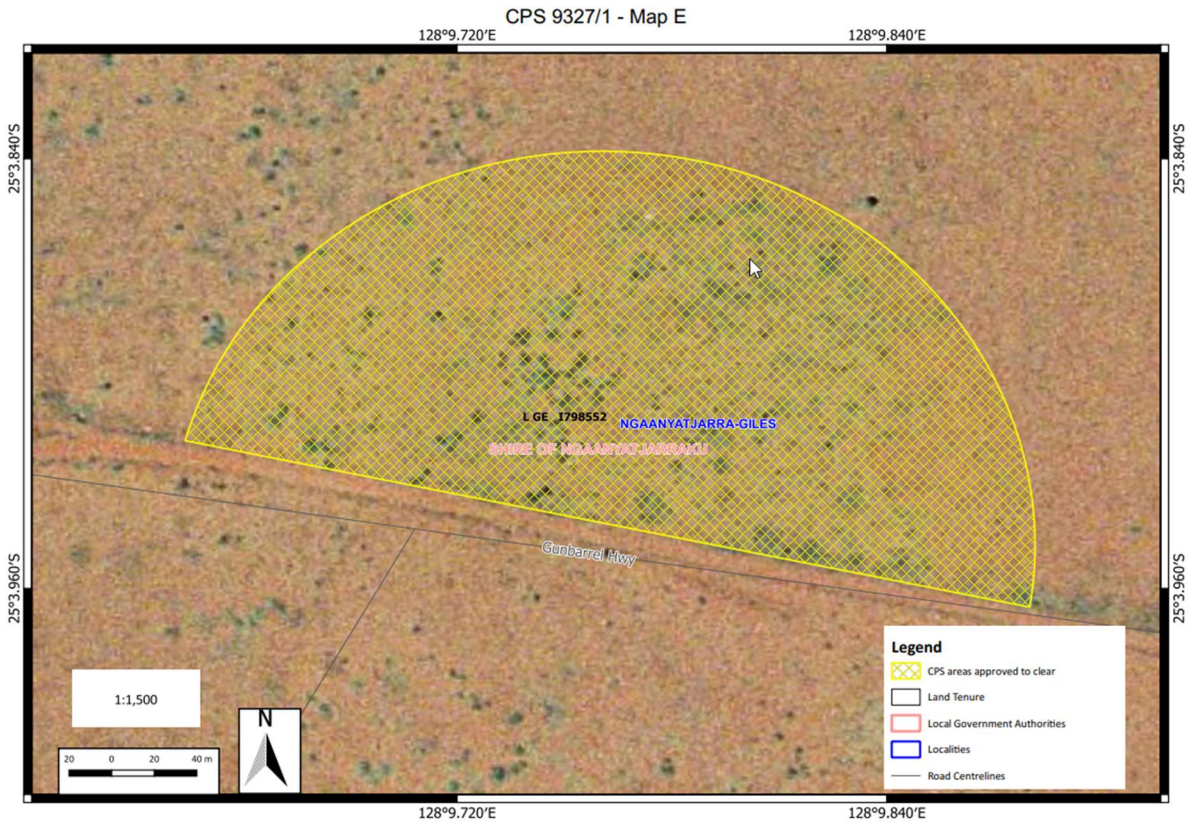 CPS 9327/1 - Map E
128°9.720′E
128°9.840′E
25°3.840′S
25°3.840′S
L GE I798552
NGAANYATJARRA-GILES
SHIRE OF NGAANYATJARRAKU
Gunbarrel Hwy
25°3.960′S
25°3.960′S
Legend
CPS areas approved to clear
Land Tenure
Local Government Authorities
Localities
Road Centrelines
1:1,500
N
20 0 20 40 m
128°9.720′E
128°9.840′E